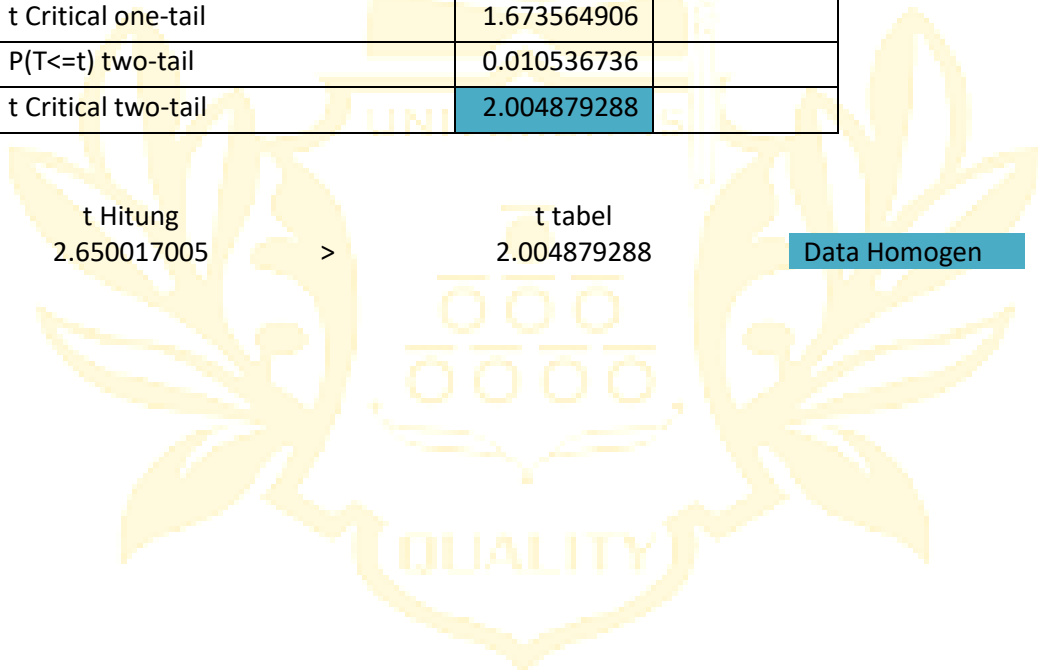 t Critical one-tail 1.673564906
P(T<=t) two-tail 0.010536736
t Critical two-tail 2.004879288
t Hitung t tabel
2.650017005 > 2.004879288 Data Homogen
QUALITY